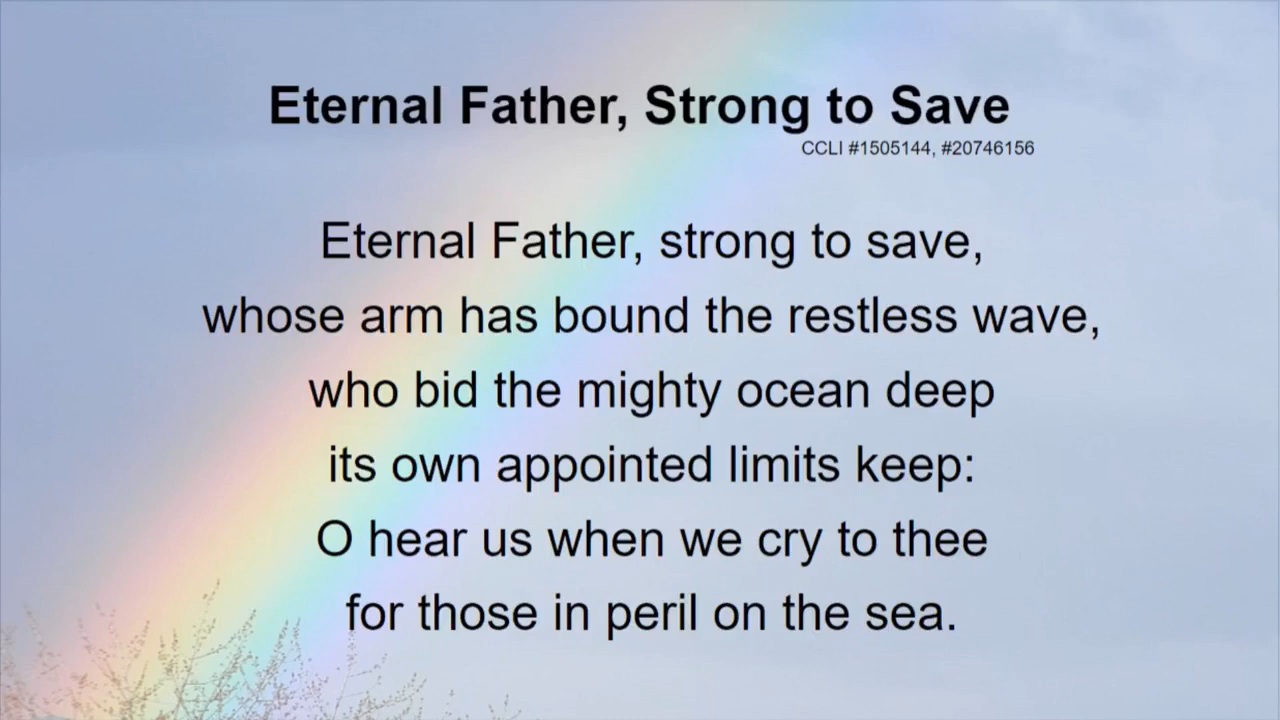 Eternal Father, Strong to Save
CCLI #1505144, #20746156
Eternal Father, strong to save,
whose arm has bound the restless wave,
who bid the mighty ocean deep
its own appointed limits keep:
O hear us when we cry to thee
for those in peril on the sea.